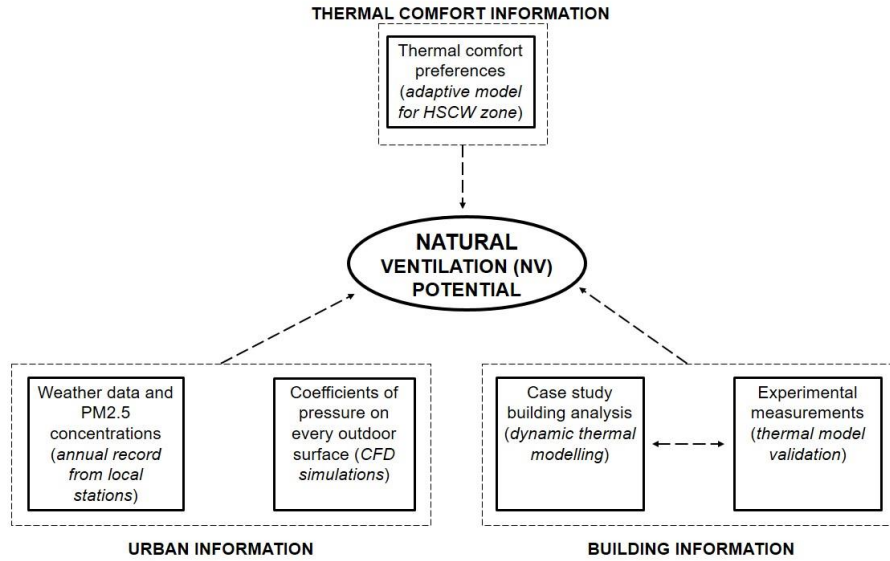 THERMAL COMFORT INFORMATION
Thermal comfort
preferences
(adaptive model
for HSCW zone)
NATURAL
VENTILATION (NV)
POTENTIAL
Weather data and
PM2.5
concentrations
(annual record
from local
stations)
Coefficients of
pressure on
every outdoor
surface (CFD
simulations)
Case study
building analysis
(dynamic thermal
modelling)
Experimental
measurements
(thermal model
validation)
URBAN INFORMATION
BUILDING INFORMATION